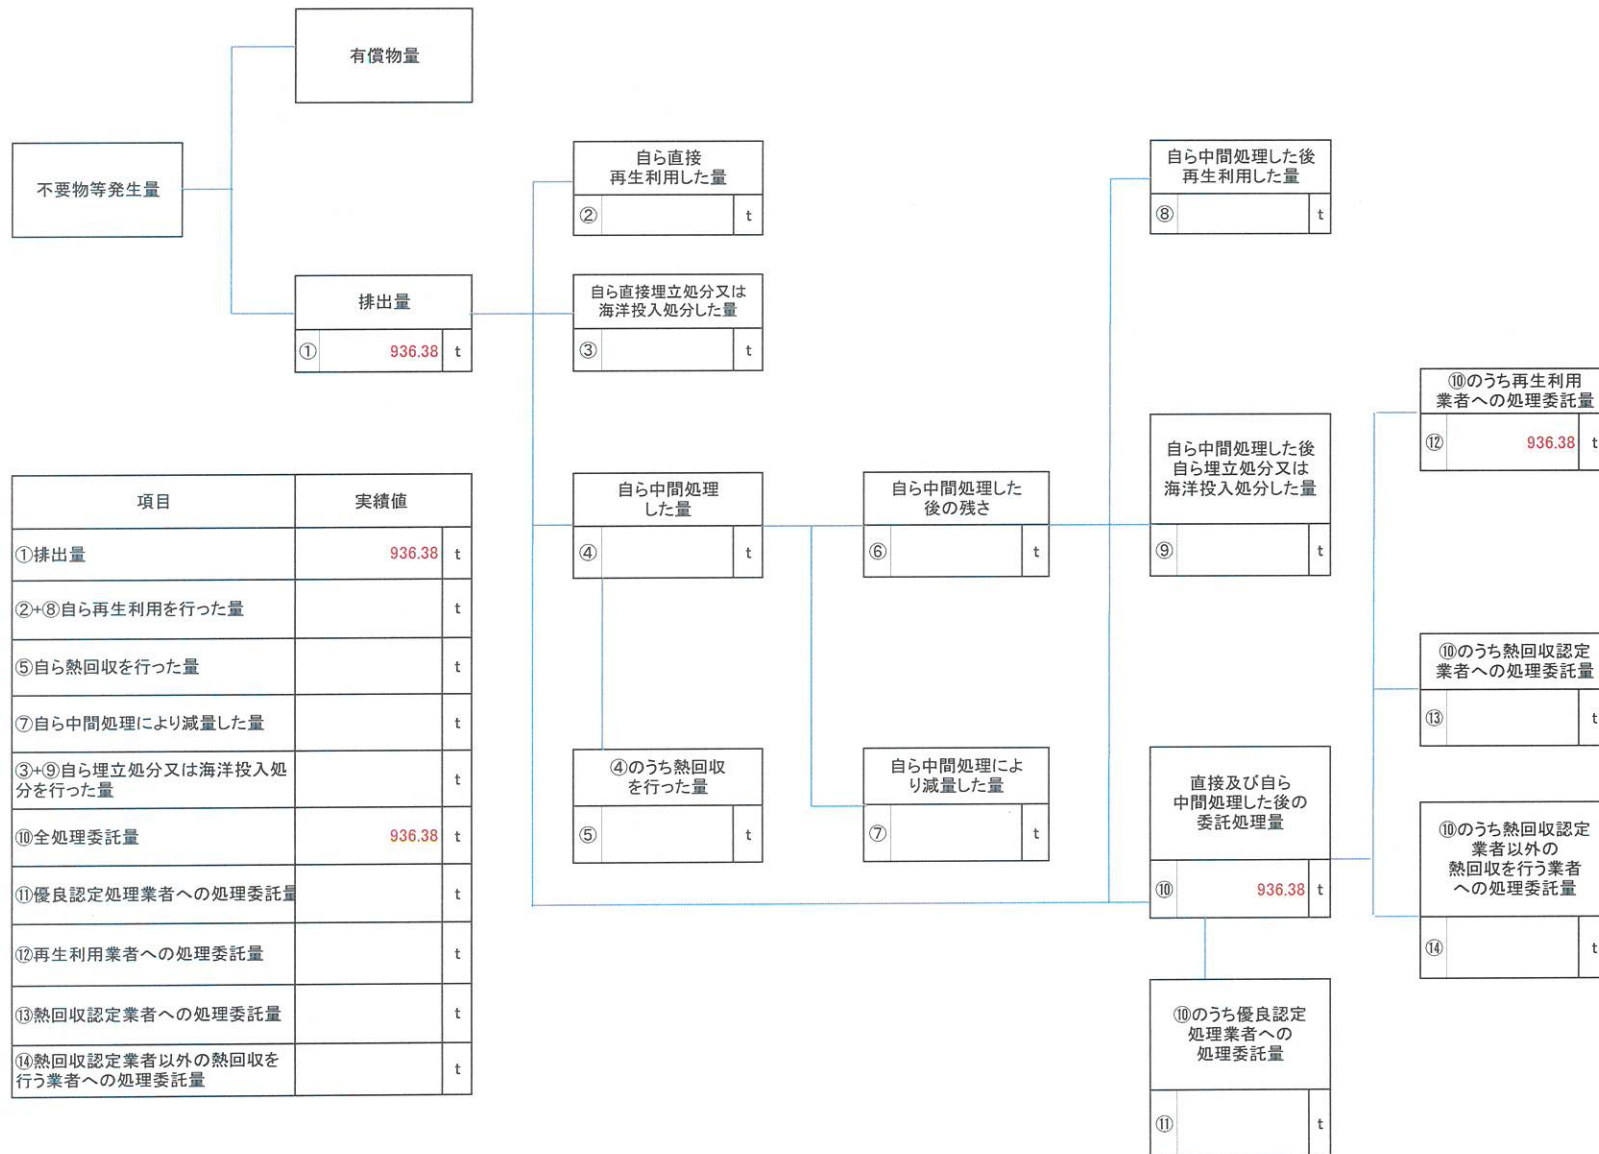 有償物量
不要物等発生量
排出量
① 936.38 t
自ら直接
再生利用した量
② t
自ら直接埋立処分又は
海洋投入処分した量
③ t
自ら中間処理
した量
④ t
④のうち熱回収
を行った量
⑤ t
自ら中間処理した
後の残さ
⑥ t
自ら中間処理によ
り減量した量
⑦ t
自ら中間処理した後
再生利用した量
⑧ t
自ら中間処理した後
自ら埋立処分又は
海洋投入処分した量
⑨ t
直接及び自ら
中間処理した後の
委託処理量
⑩ 936.38 t
⑩のうち優良認定
処理業者への
処理委託量
⑪ t
⑩のうち再生利用
業者への処理委託量
⑫ 936.38 t
⑩のうち熱回収認定
業者への処理委託量
⑬ t
⑩のうち熱回収認定
業者以外の
熱回収を行う業者
への処理委託量
⑭ t
項目 実績値
①排出量 936.38 t
②+⑧自ら再生利用を行った量 t
⑤自ら熱回収を行った量 t
⑦自ら中間処理により減量した量 t
③+⑨自ら埋立処分又は海洋投入処
分を行った量 t
⑩全処理委託量 936.38 t
⑪優良認定処理業者への処理委託量 t
⑫再生利用業者への処理委託量 t
⑬熱回収認定業者への処理委託量 t
⑭熱回収認定業者以外の熱回収を
行う業者への処理委託量 t